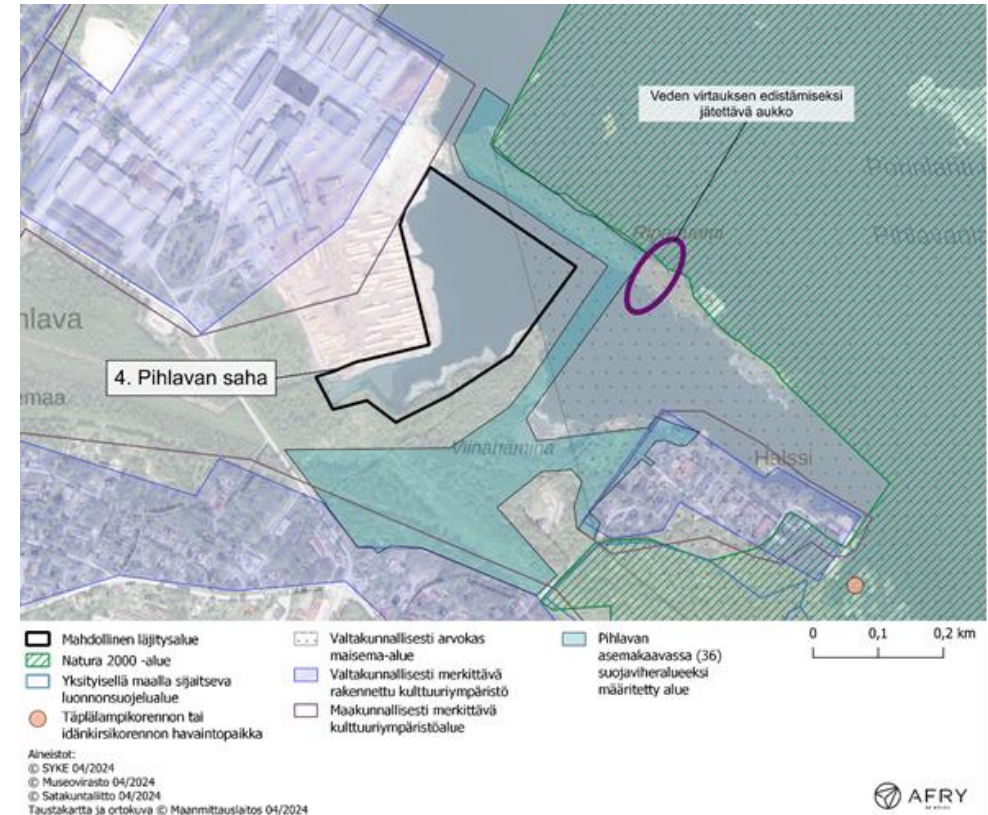 Veden virtauksen edistämiseksi
jätettävä aukko
hlava
emaa
4. Pihlavan saha
Viinahamina
Halssi
Mahdollinen läjitysalue
Natura 2000 -alue
Yksityisellä maalla sijaitseva
luonnonsuojelualue
Täplälampikorennon tai
idänkirsikorennon havaintopaikka
Valtakunnallisesti arvokas
maisema-alue
Valtakunnallisesti merkittävä
rakennettu kulttuuriympäristö
Maakunnallisesti merkittävä
kulttuuriympäristöalue
Pihlavan
asemakaavassa (36)
suojaviheralueeksi
määritetty alue
0 0,1 0,2 km
Aineistot:
© SYKE 04/2024
© Museovirasto 04/2024
© Satakuntaliitto 04/2024
Taustakartta ja ortokuva © Maanmittauslaitos 04/2024
AFRY